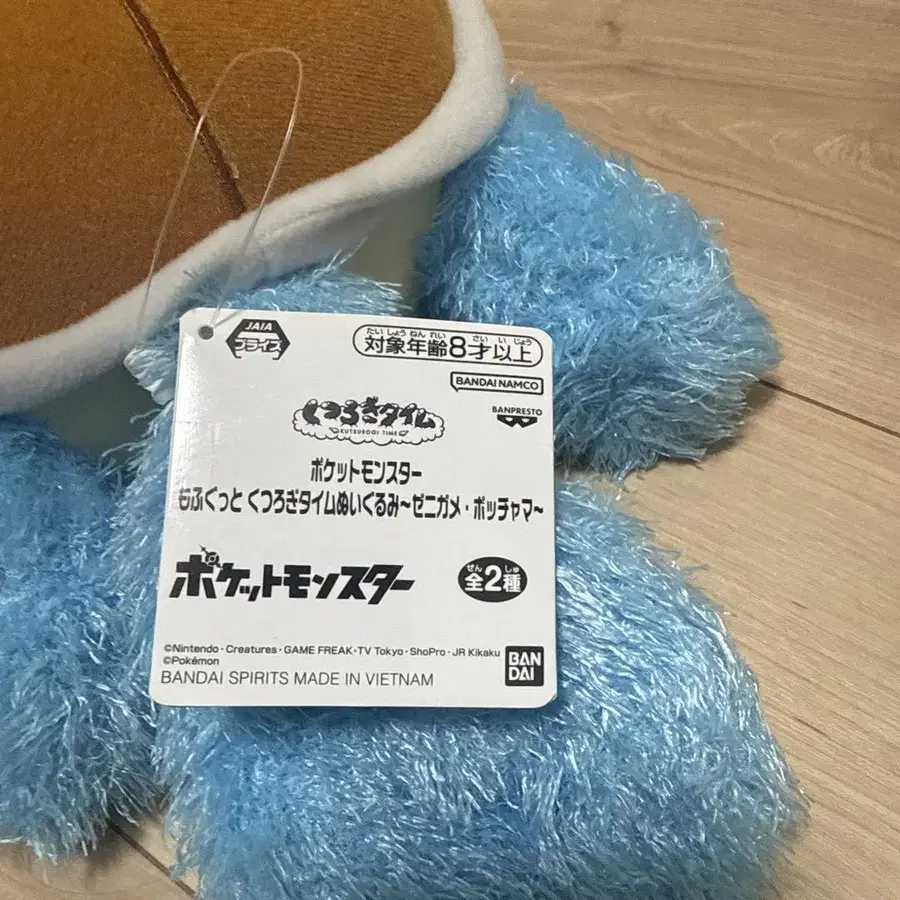 JAIA
プライズ
たいしょうねんれい さいいじょう
対象年齢8才以上
BANDAI NAMCO
BANPRESTO
くつろぎタイム
KUTSUROGI TIME
ポケットモンスター
もふぐっと くつろぎタイムぬいぐるみ～ゼニガメ・ポッチャマ～
ポケットモンスター
ぜん しゅ
全2種
©Nintendo・Creatures・GAME FREAK・TV Tokyo・ShoPro・JR Kikaku
©Pokémon
BANDAI SPIRITS MADE IN VIETNAM
BAN
DAI